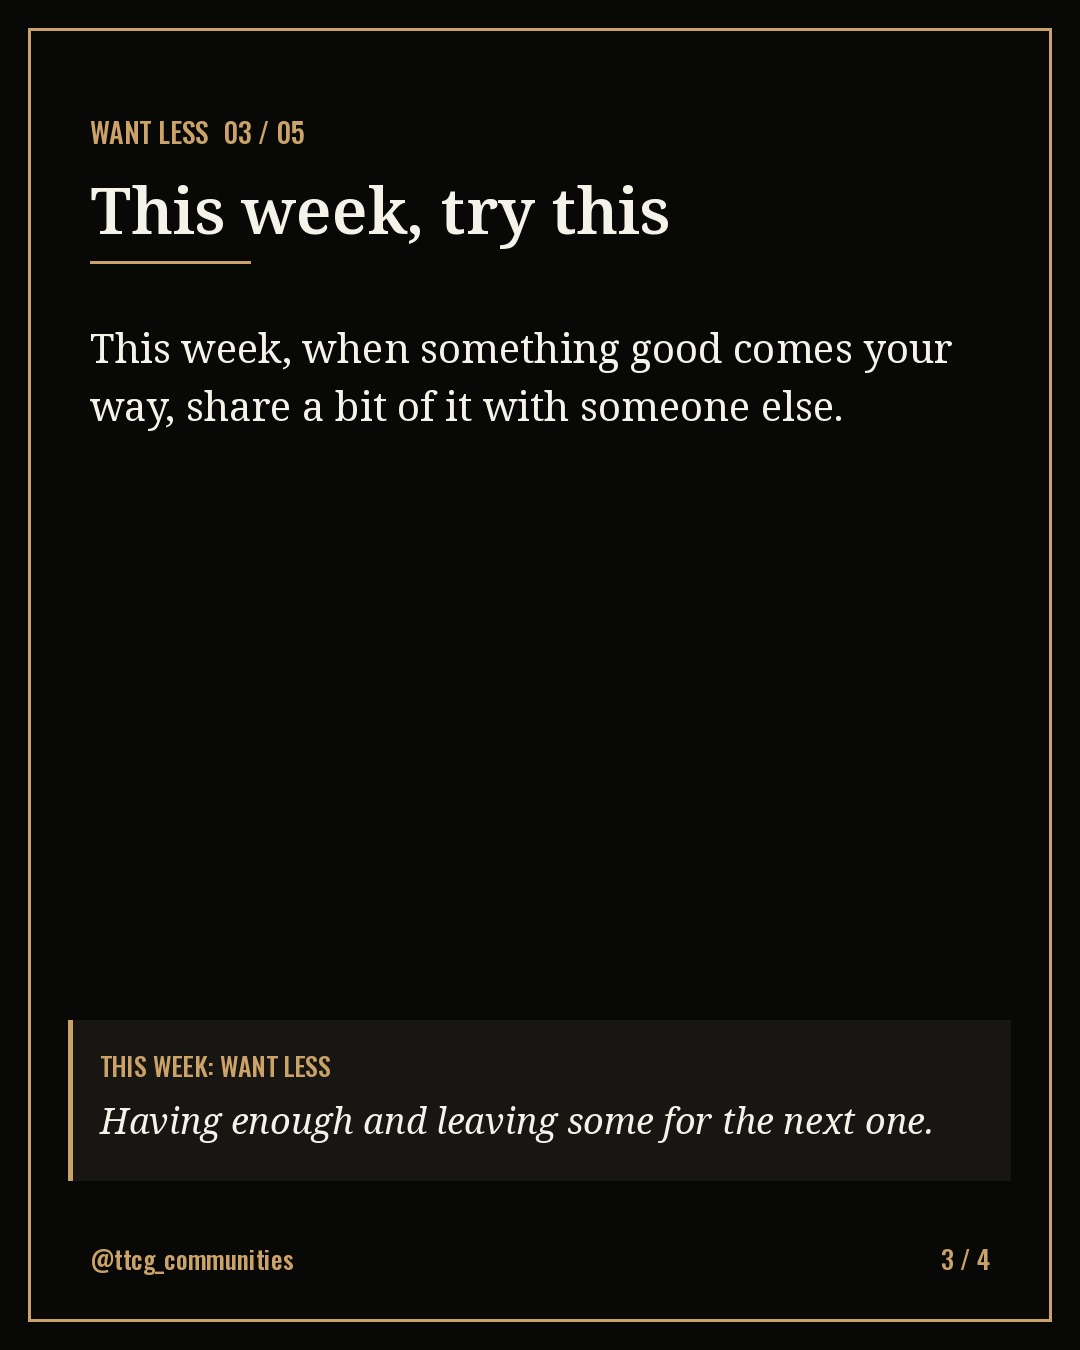 WANT LESS 03 / 05
This week, try this
This week, when something good comes your
way, share a bit of it with someone else.
THIS WEEK: WANT LESS
Having enough and leaving some for the next one.
@ttcg_communities
3 / 4